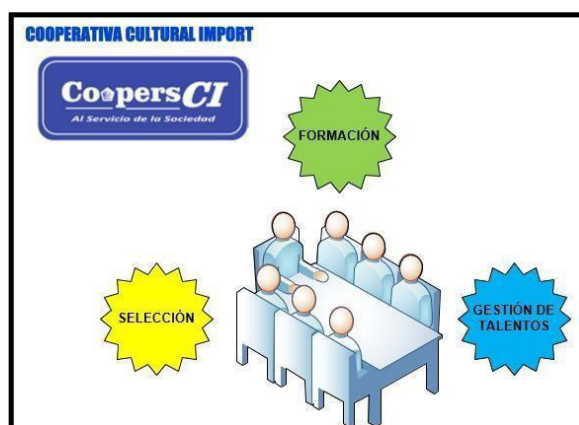 COOPERATIVA CULTURAL IMPORT
CoopersCI
Al Servicio de la Sociedad
FORMACIÓN
SELECCIÓN
GESTIÓN DE
TALENTOS